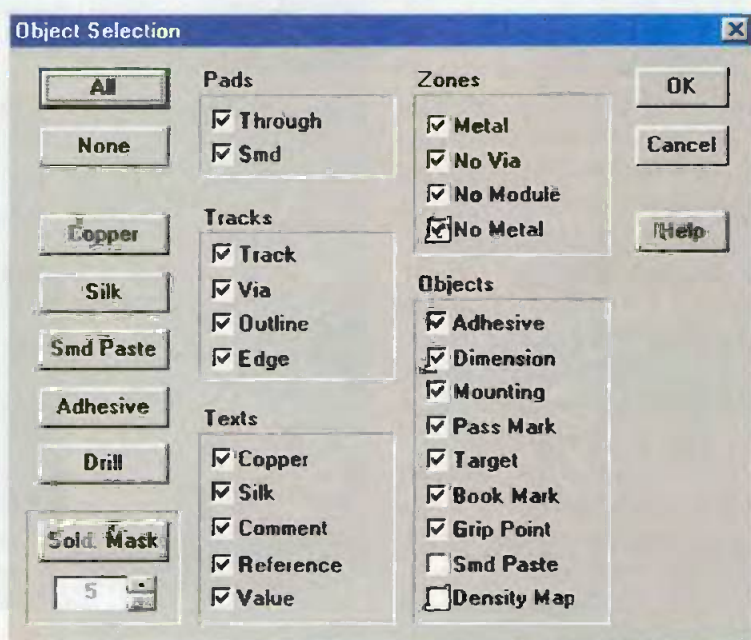 Object Selection
All
None
Copper
Silk
Smd Paste
Adhesive
Drill
Sold. Mask
5
Pads
Through
Smd
Tracks
Track
Via
Outline
Edge
Texts
Copper
Silk
Comment
Reference
Value
Zones
Metal
No Via
No Module
No Metal
Objects
Adhesive
Dimension
Mounting
Pass Mark
Target
Book Mark
Grip Point
Smd Paste
Density Map
OK
Cancel
Help